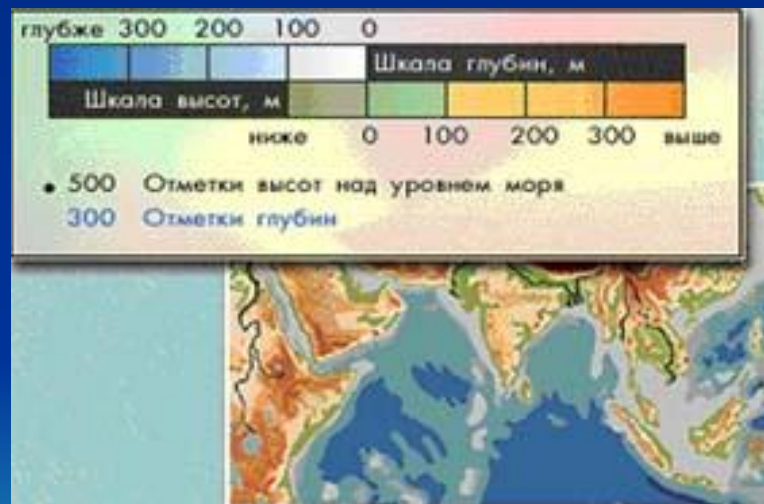 глубже 300 200 100 0
Шкала глубин, м
Шкала высот, м
ниже 0 100 200 300 выше
500 Отметки высот над уровнем моря
300 Отметки глубин